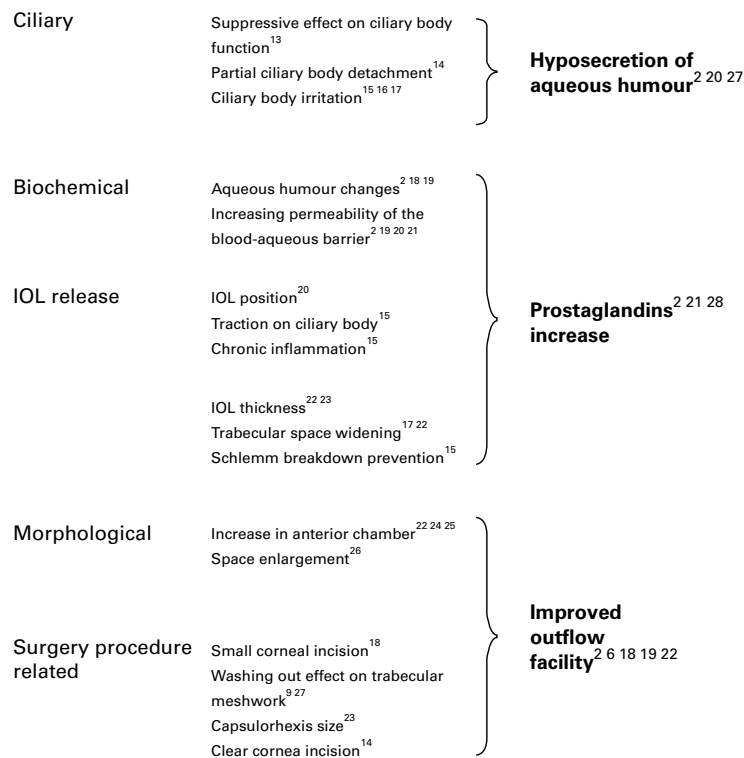 Ciliary
Suppressive effect on ciliary body
function13
Partial ciliary body detachment14
Ciliary body irritation15 16 17
Hyposecretion of
aqueous humour2 20 27
Biochemical
Aqueous humour changes2 18 19
Increasing permeability of the
blood-aqueous barrier2 19 20 21
IOL release
IOL position20
Traction on ciliary body15
Chronic inflammation15
IOL thickness22 23
Trabecular space widening17 22
Schlemm breakdown prevention15
Prostaglandins2 21 28
increase
Morphological
Increase in anterior chamber22 24 25
Space enlargement26
Surgery procedure
related
Small corneal incision18
Washing out effect on trabecular
meshwork9 27
Capsulorhexis size23
Clear cornea incision14
Improved
outflow
facility2 6 18 19 22